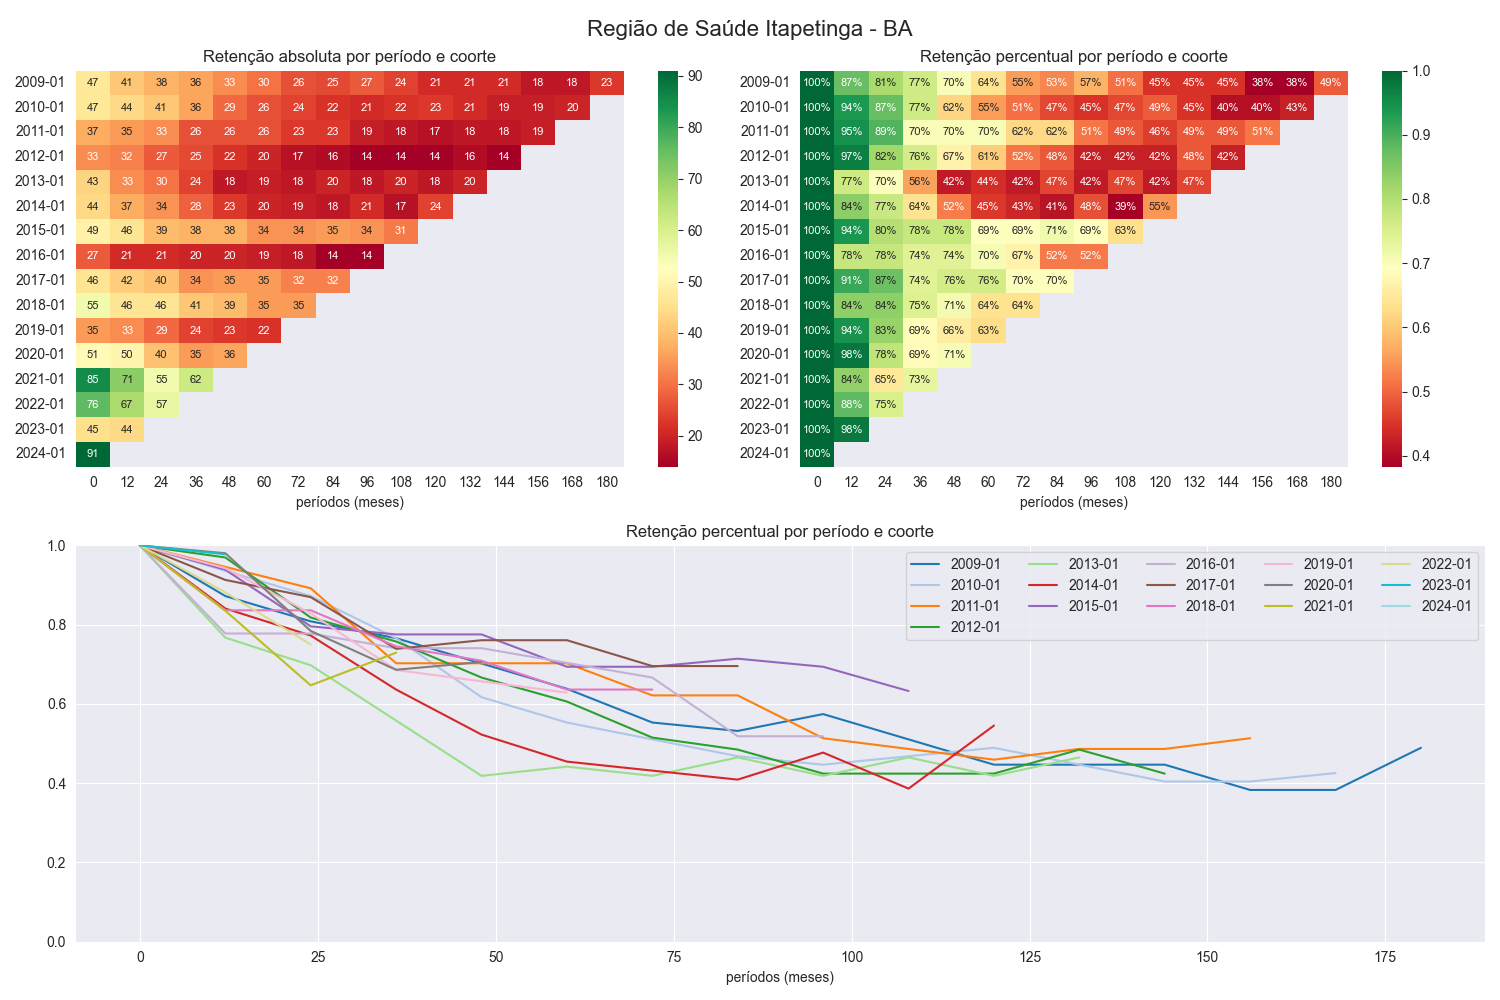 Região de Saúde Itapetinga - BA
Retenção absoluta por período e coorte
2009-01 47 41 38 36 33 30 26 25 27 24 21 21 21 18 18 23
2010-01 47 44 41 36 29 26 24 22 21 22 23 21 19 19 20
2011-01 37 35 33 26 26 26 23 23 19 18 17 18 18 19
2012-01 33 32 27 25 22 20 17 16 14 14 14 16 14
2013-01 43 33 30 24 18 19 18 20 18 20 18 20
2014-01 44 37 34 28 23 20 19 18 21 17 24
2015-01 49 46 39 38 38 34 34 35 34 31
2016-01 27 21 21 20 20 19 18 14 14
2017-01 46 42 40 34 35 35 32 32
2018-01 55 46 46 41 39 35 35
2019-01 35 33 29 24 23 22
2020-01 51 50 40 35 36
2021-01 85 71 55 62
2022-01 76 67 57
2023-01 45 44
2024-01 91
0 12 24 36 48 60 72 84 96 108 120 132 144 156 168 180
períodos (meses)
90
80
70
60
50
40
30
20
Retenção percentual por período e coorte
2009-01 100% 87% 81% 77% 70% 64% 55% 53% 57% 51% 45% 45% 45% 38% 38% 49%
2010-01 100% 94% 87% 77% 62% 55% 51% 47% 45% 47% 49% 45% 40% 40% 43%
2011-01 100% 95% 89% 70% 70% 70% 62% 62% 51% 49% 46% 49% 49% 51%
2012-01 100% 97% 82% 76% 67% 61% 52% 48% 42% 42% 42% 48% 42%
2013-01 100% 77% 70% 56% 42% 44% 42% 47% 42% 47% 42% 47%
2014-01 100% 84% 77% 64% 52% 45% 43% 41% 48% 39% 55%
2015-01 100% 94% 80% 78% 78% 69% 69% 71% 69% 63%
2016-01 100% 78% 78% 74% 74% 70% 67% 52% 52%
2017-01 100% 91% 87% 74% 76% 76% 70% 70%
2018-01 100% 84% 84% 75% 71% 64% 64%
2019-01 100% 94% 83% 69% 66% 63%
2020-01 100% 98% 78% 69% 71%
2021-01 100% 84% 65% 73%
2022-01 100% 88% 75%
2023-01 100% 98%
2024-01 100%
0 12 24 36 48 60 72 84 96 108 120 132 144 156 168 180
períodos (meses)
1.0
0.9
0.8
0.7
0.6
0.5
0.4
Retenção percentual por período e coorte
1.0
0.8
0.6
0.4
0.2
0.0
2009-01 2013-01 2016-01 2019-01 2022-01
2010-01 2014-01 2017-01 2020-01 2023-01
2011-01 2015-01 2018-01 2021-01 2024-01
2012-01
0 25 50 75 100 125 150 175
períodos (meses)